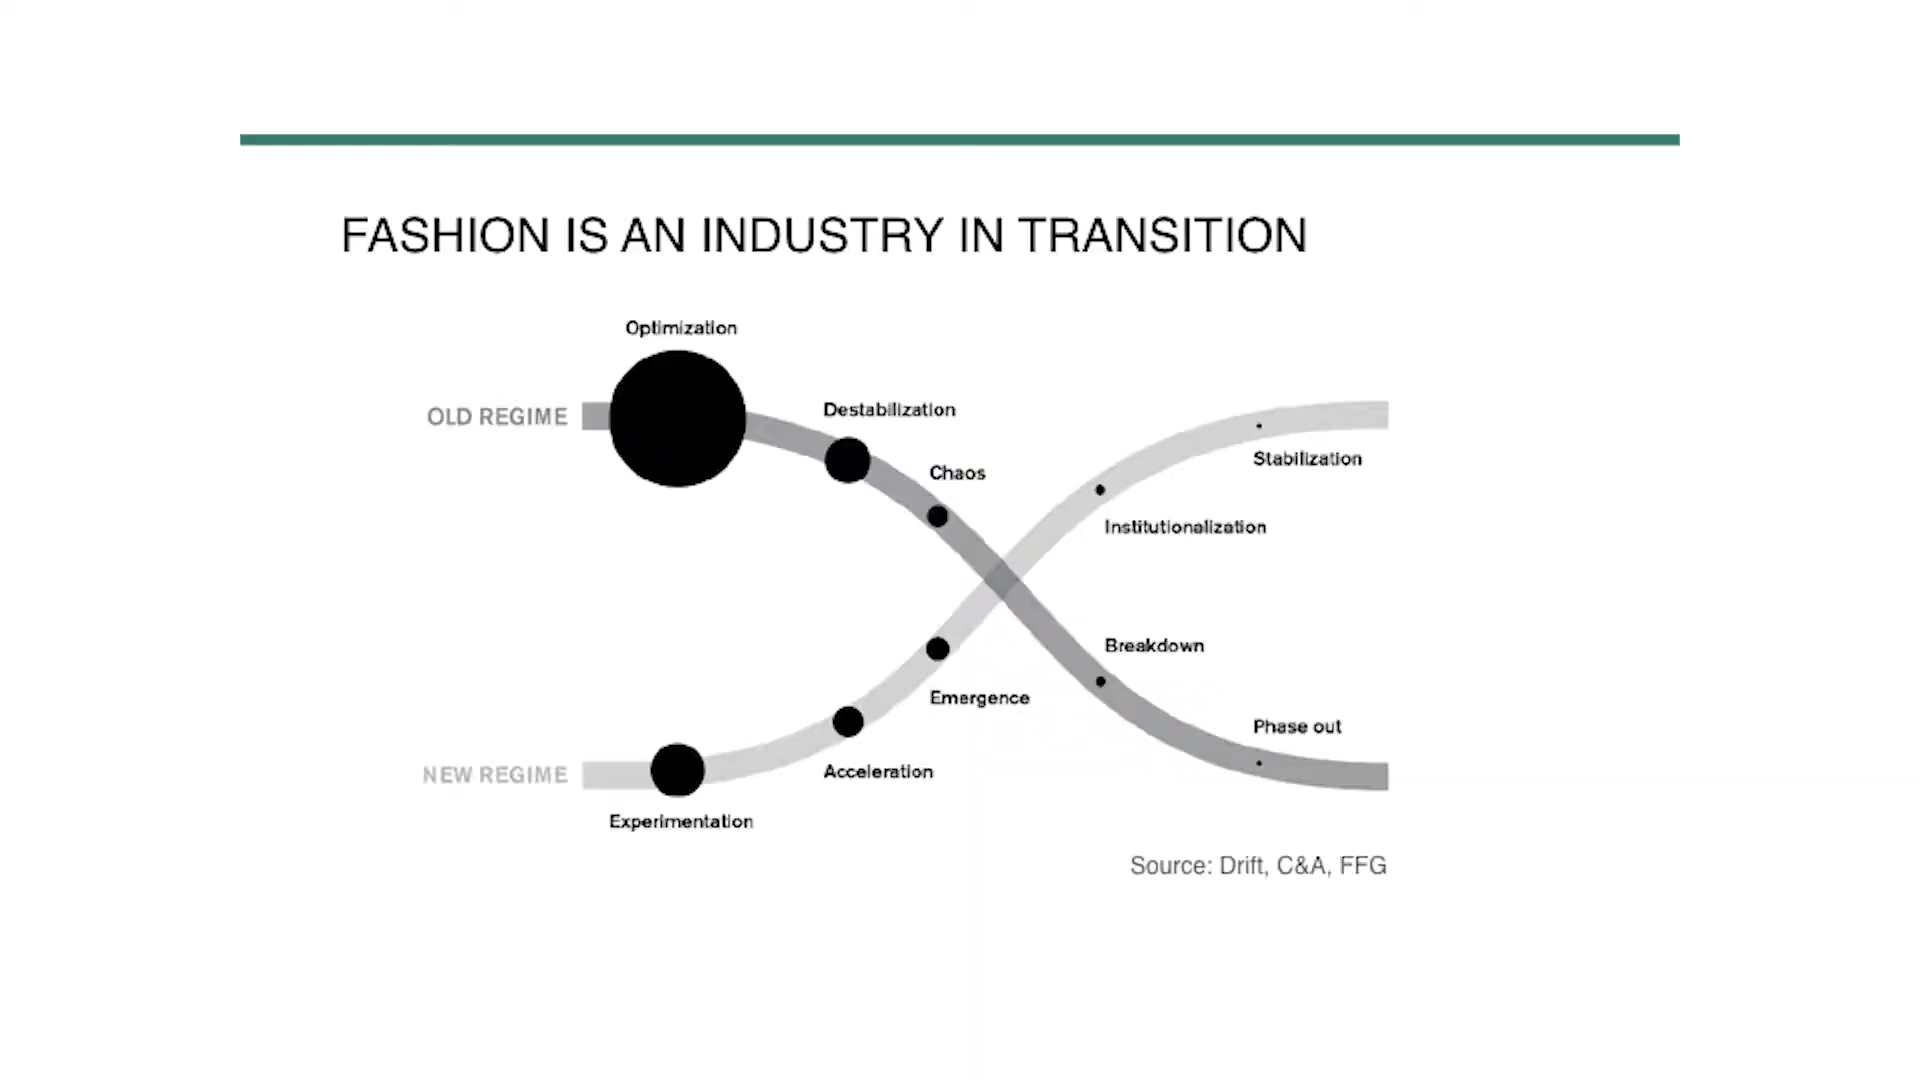 FASHION IS AN INDUSTRY IN TRANSITION
Optimization
OLD REGIME
Destabilization
Chaos
Stabilization
Institutionalization
Breakdown
Emergence
Phase out
NEW REGIME
Acceleration
Experimentation
Source: Drift, C&A, FFG